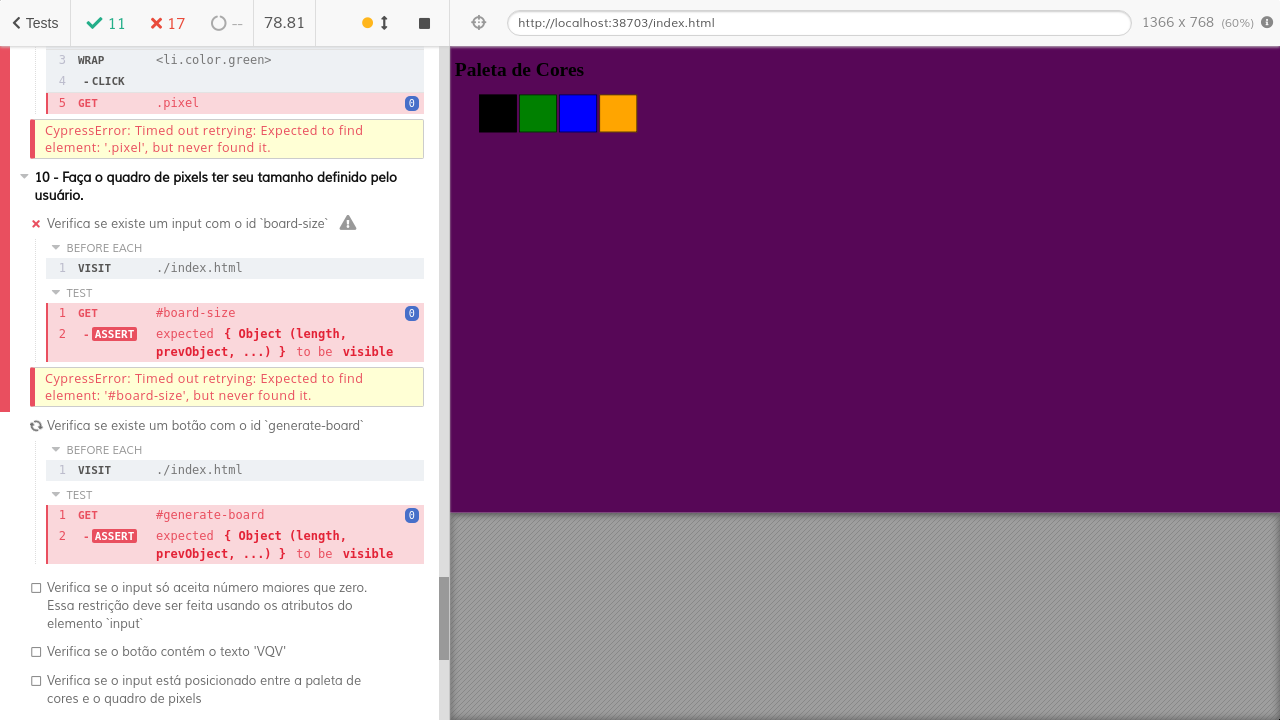 Tests 11 17 -- 78.81 http://localhost:38703/index.html 1366 x 768 (60%)
3 WRAP <li.color.green>
4 -CLICK
5 GET .pixel 0
CypressError: Timed out retrying: Expected to find
element: '.pixel', but never found it.
10 - Faça o quadro de pixels ter seu tamanho definido pelo
usuário.
Verifica se existe um input com o id `board-size`
BEFORE EACH
1 VISIT ./index.html
TEST
1 GET #board-size 0
2 -ASSERT expected { Object (length,
prevObject, ...) } to be visible
CypressError: Timed out retrying: Expected to find
element: '#board-size', but never found it.
Verifica se existe um botão com o id `generate-board`
BEFORE EACH
1 VISIT ./index.html
TEST
1 GET #generate-board 0
2 -ASSERT expected { Object (length,
prevObject, ...) } to be visible
Verifica se o input só aceita número maiores que zero.
Essa restrição deve ser feita usando os atributos do
elemento `input`
Verifica se o botão contém o texto 'VQV'
Verifica se o input está posicionado entre a paleta de
cores e o quadro de pixels
Paleta de Cores